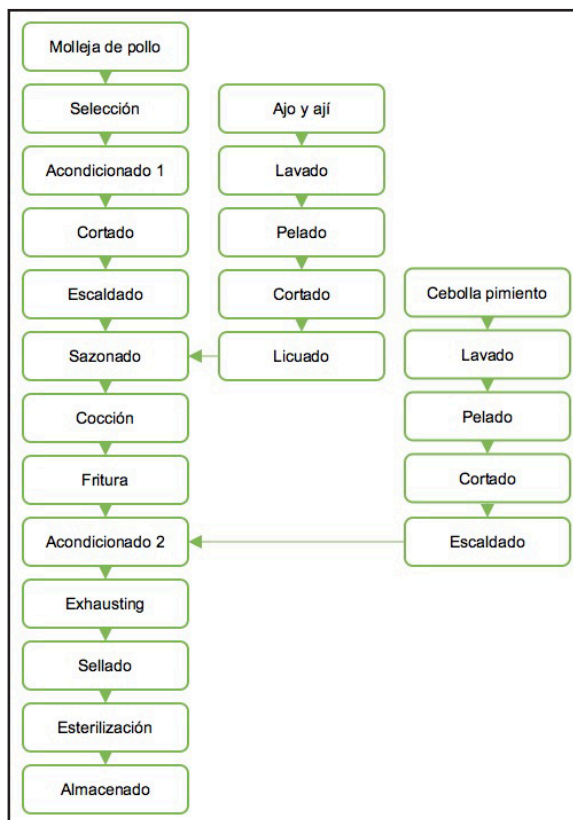 Molleja de pollo
Selección
Acondicionado 1
Cortado
Escaldado
Sazonado
Cocción
Fritura
Acondicionado 2
Exhausting
Sellado
Esterilización
Almacenado
Ajo y ají
Lavado
Pelado
Cortado
Licuado
Cebolla pimiento
Lavado
Pelado
Cortado
Escaldado